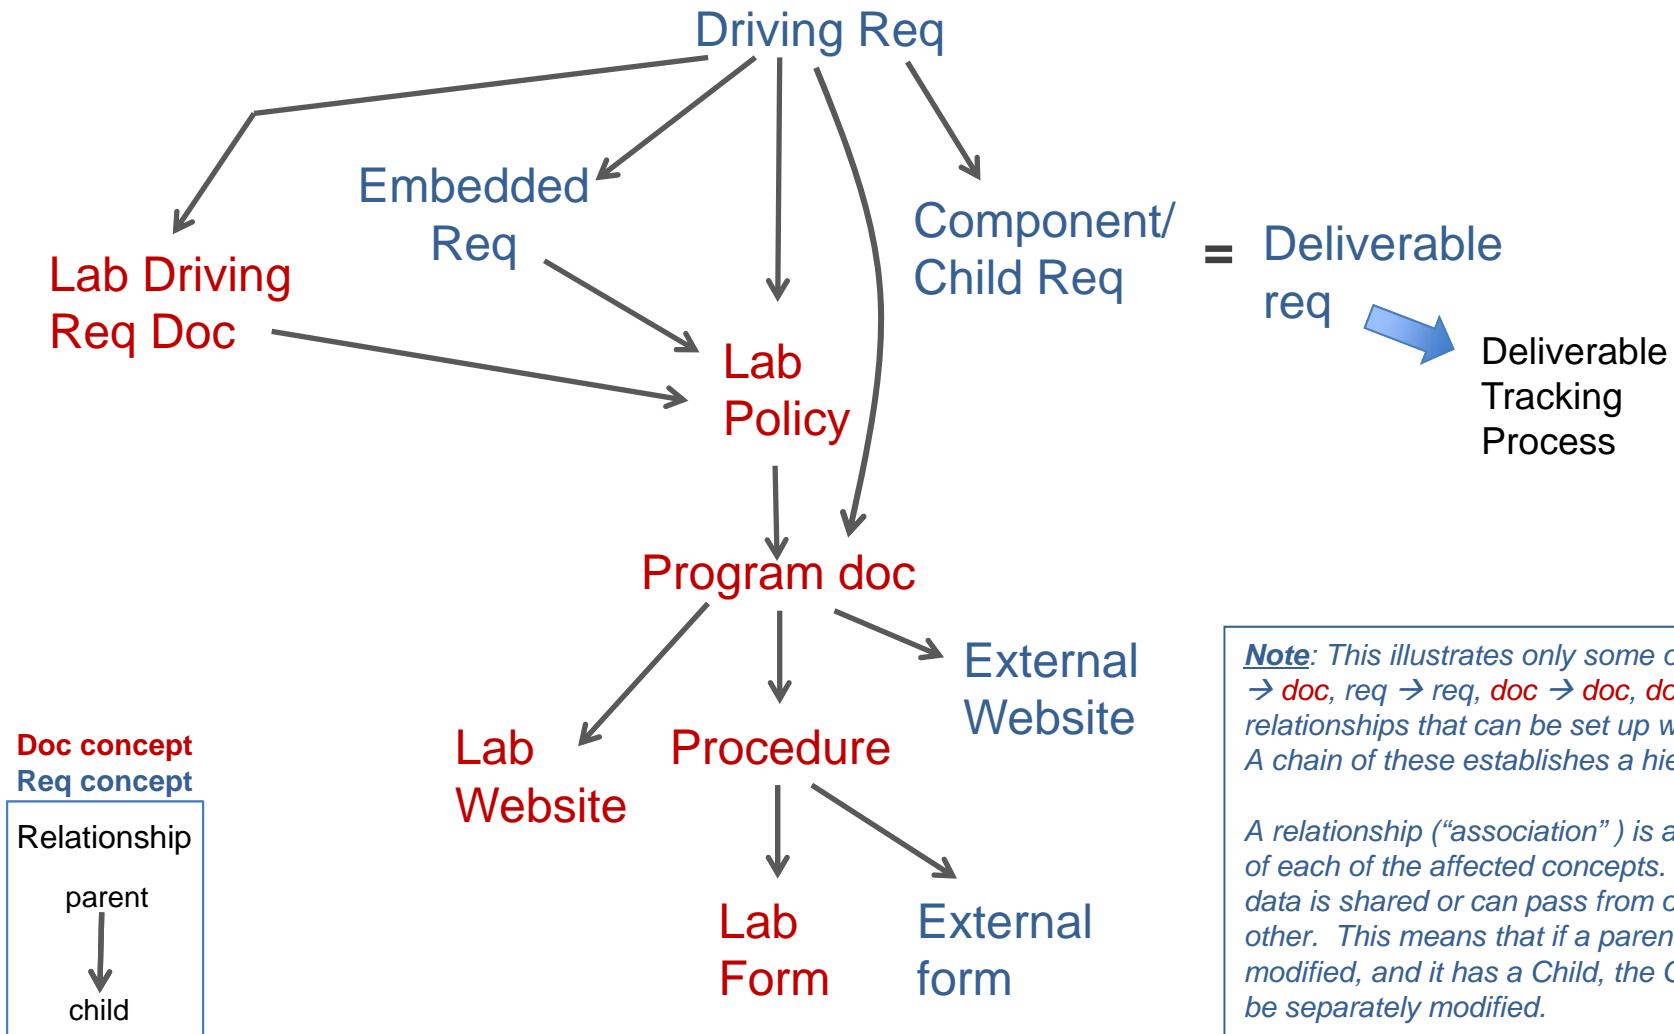 Driving Req
Embedded
Req
Component/
Child Req
=
Deliverable
req
Lab Driving
Req Doc
Deliverable
Tracking
Process
Lab
Policy
Program doc
External
Website
Lab
Website
Procedure
Lab
Form
External
form
Doc concept
Req concept
Relationship
parent
child
Note: This illustrates only some
→ doc, req → req, doc → doc,
relationships that can be set up
A chain of these establishes a
A relationship (“association” ) is
of each of the affected concepts.
data is shared or can pass from
other. This means that if a parent
modified, and it has a Child, the
be separately modified.